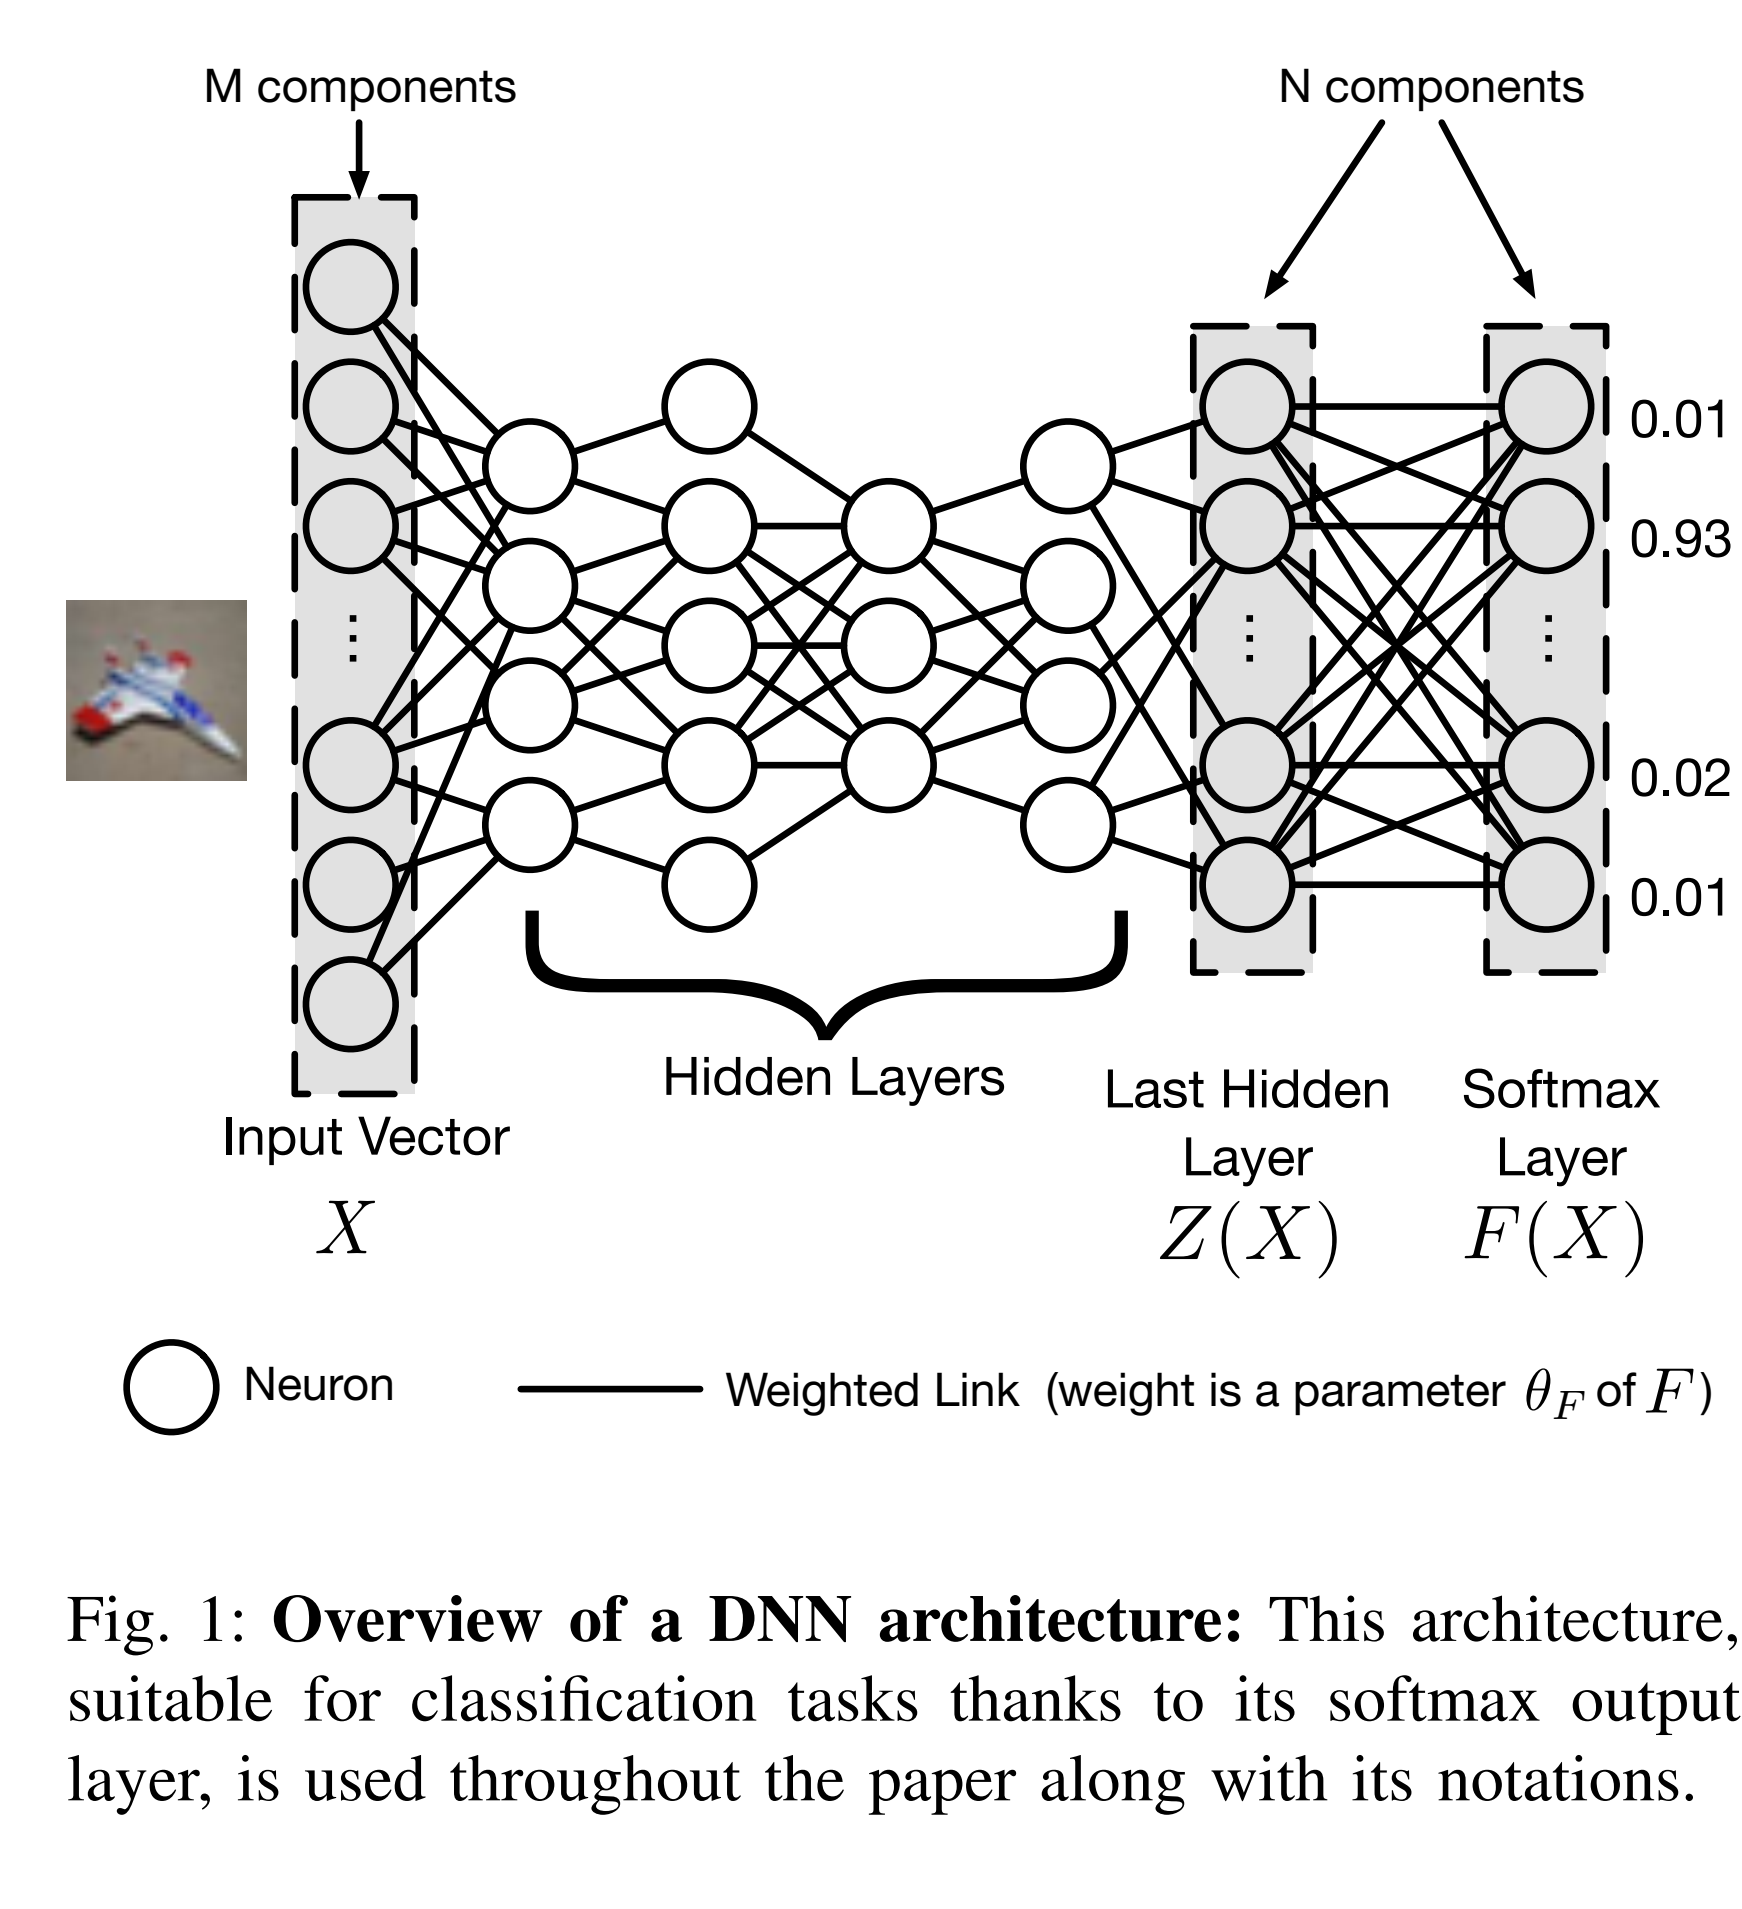 M components
N components
0.01
0.93
0.02
0.01
Hidden Layers
Input Vector
X
Last Hidden
Layer
Z(X)
Softmax
Layer
F(X)
Neuron
Weighted Link (weight is a parameter θ_F of F)
Fig. 1: Overview of a DNN architecture: This architecture,
suitable for classification tasks thanks to its softmax output
layer, is used throughout the paper along with its notations.